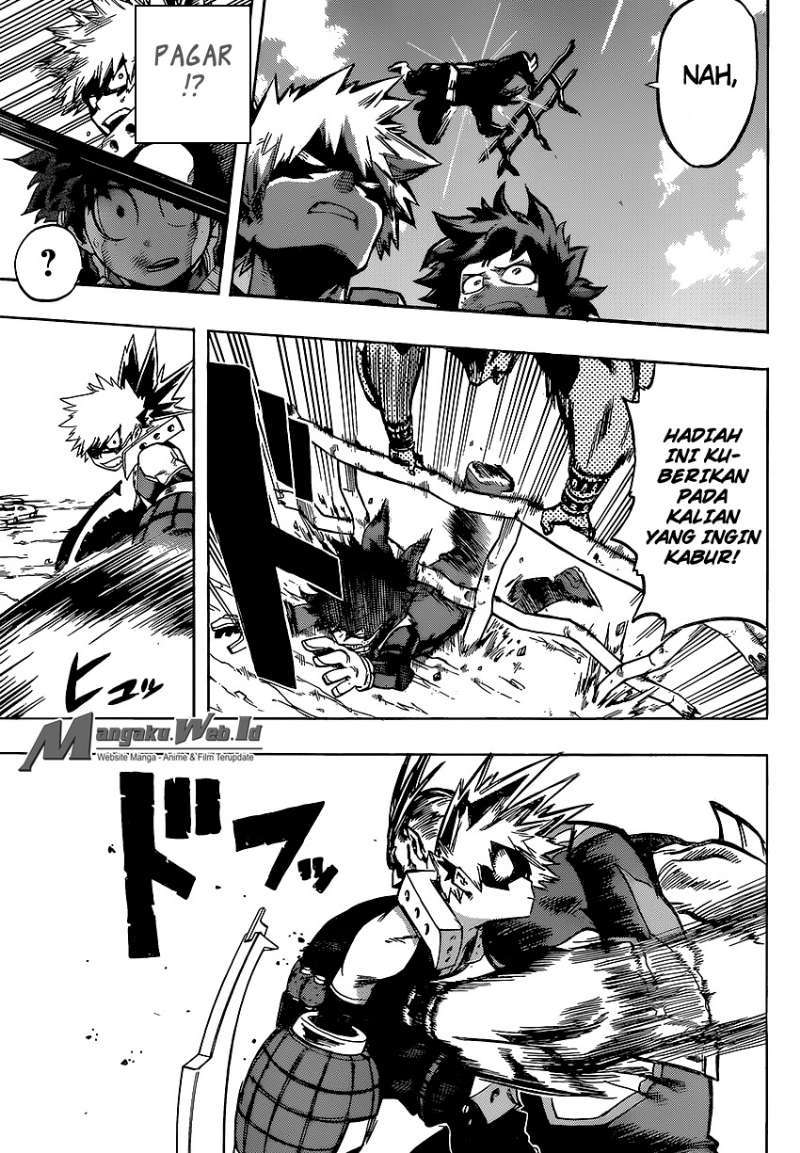 NAH,
PAGAR
!?
?
HADIAH
INI KU-
BERIKAN
PADA
KALIAN
YANG INGIN
KABUR!
ヒュッ
Mangaku.Web.Id
Website Manga - Anime & Film Terupdate
ドフッ